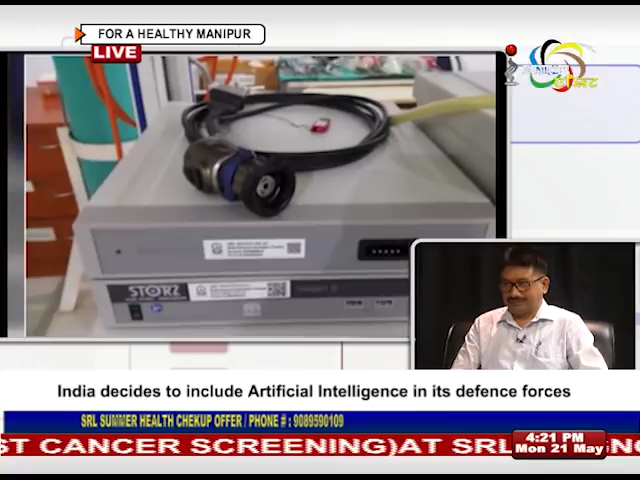 FOR A HEALTHY MANIPUR
LIVE
STORZ
India decides to include Artificial Intelligence in its defence forces
SRL SUMMER HEALTH CHEKUP OFFER / PHONE # : 9089590109
ST CANCER SCREENING)AT SRL
4:21 PM
Mon 21 May